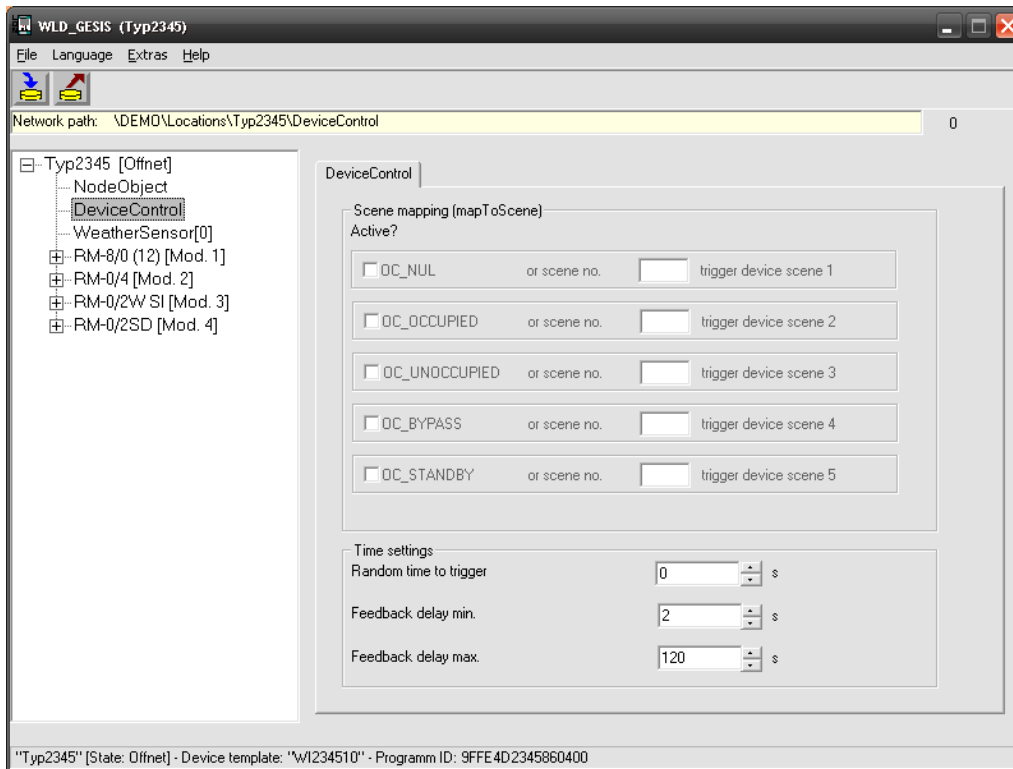 WLD_GESIS (Typ2345)
File Language Extras Help
Network path: \DEMO\Locations\Typ2345\DeviceControl 0
Typ2345 [Offnet]
NodeObject
DeviceControl
WeatherSensor[0]
RM-8/0 (12) [Mod. 1]
RM-0/4 [Mod. 2]
RM-0/2W SI [Mod. 3]
RM-0/2SD [Mod. 4]
DeviceControl
Scene mapping (mapToScene)
Active?
OC_NUL or scene no. trigger device scene 1
OC_OCCUPIED or scene no. trigger device scene 2
OC_UNOCCUPIED or scene no. trigger device scene 3
OC_BYPASS or scene no. trigger device scene 4
OC_STANDBY or scene no. trigger device scene 5
Time settings
Random time to trigger 0 s
Feedback delay min. 2 s
Feedback delay max. 120 s
"Typ2345" [State: Offnet] - Device template: "WI234510" - Programm ID: 9FFE4D2345860400